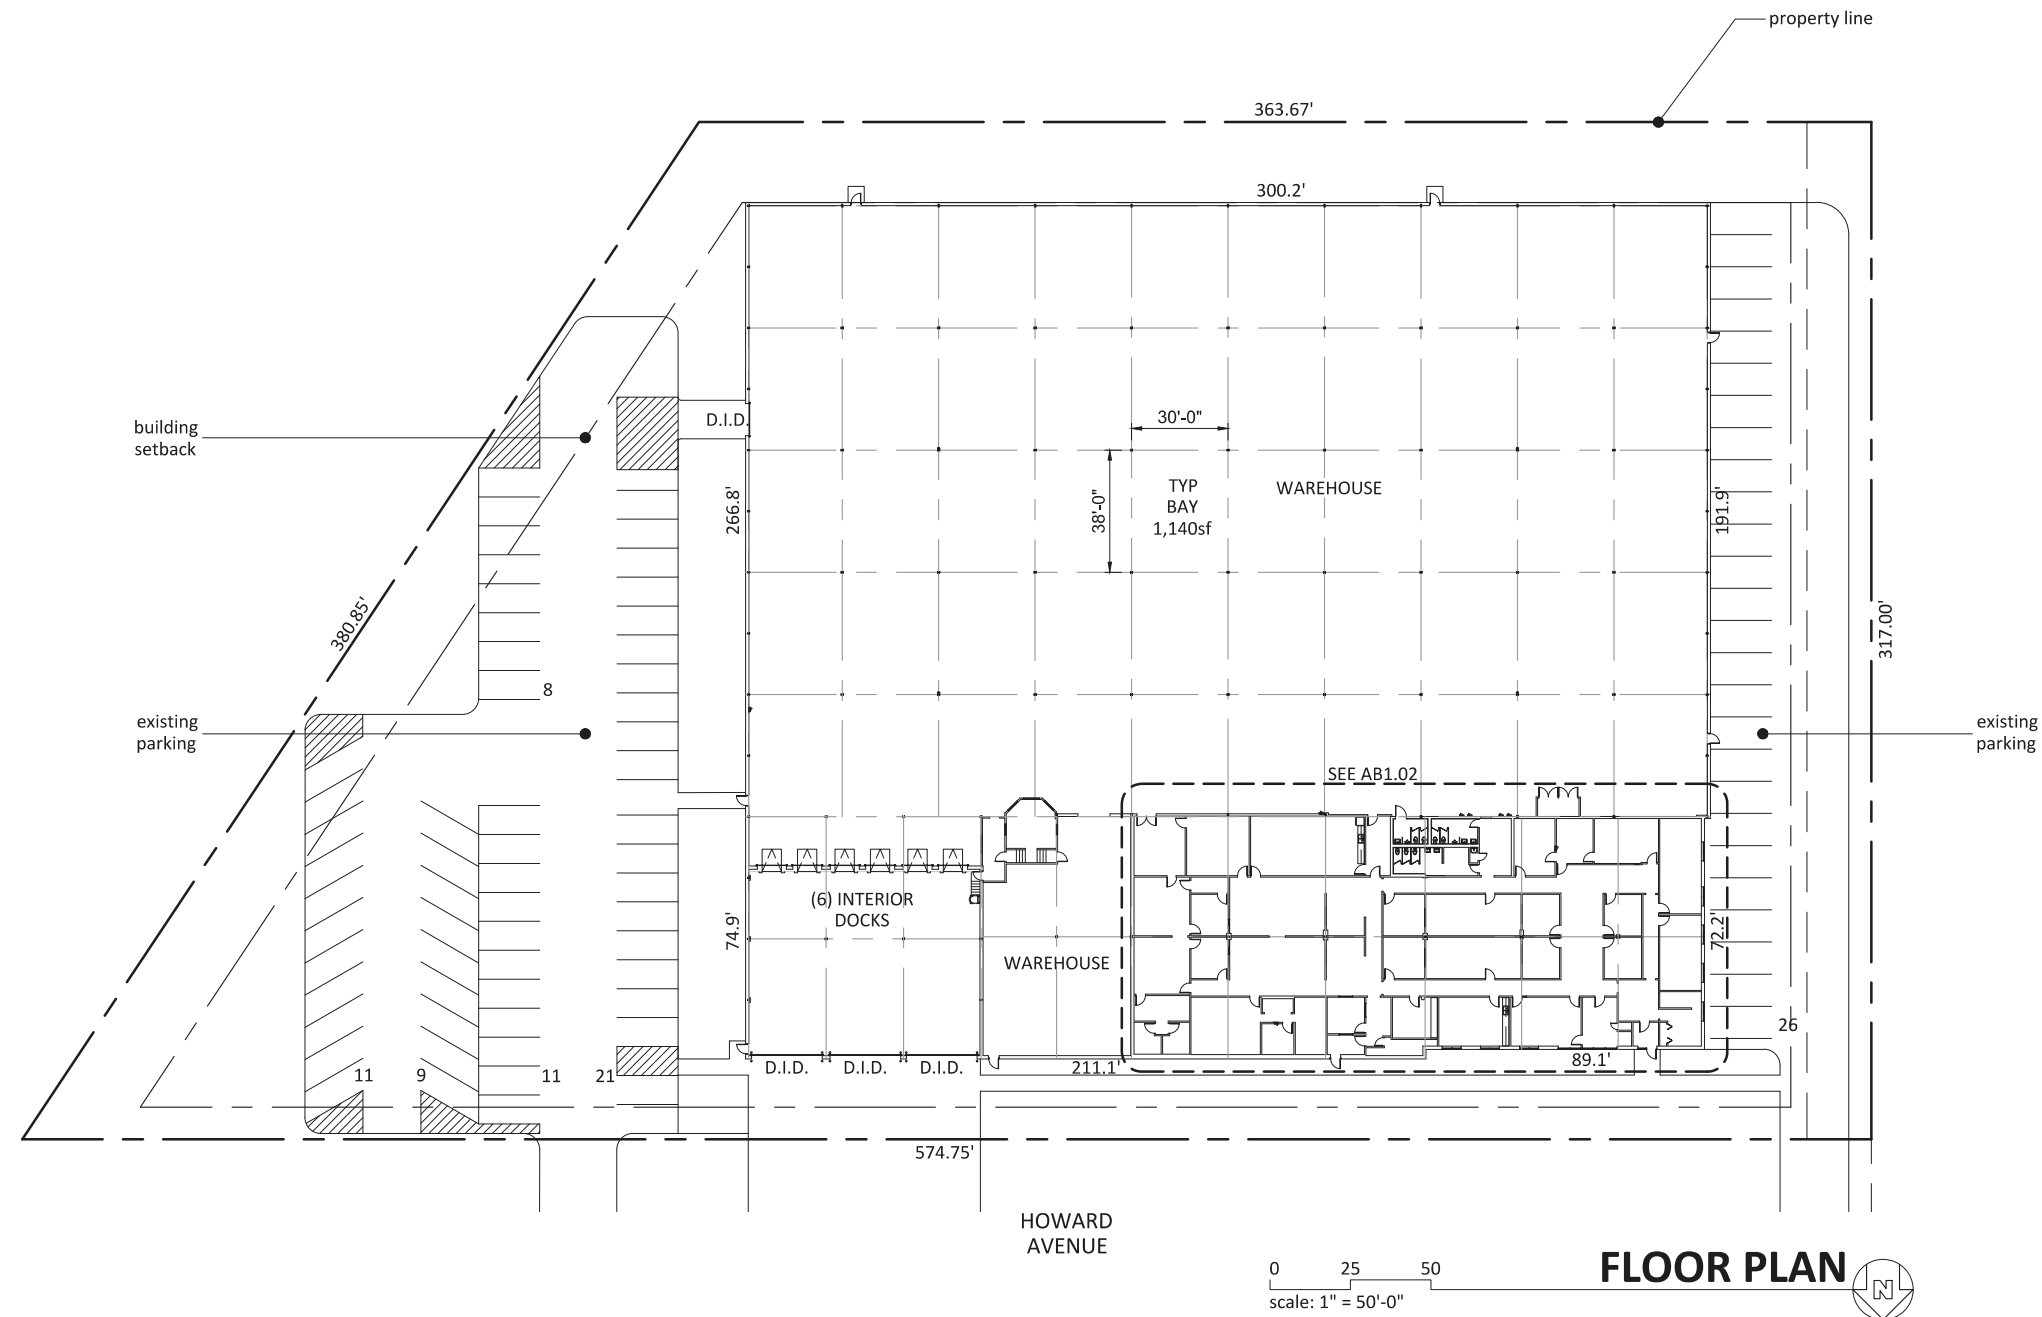 property line
363.67'
300.2'
D.I.D.
30'-0"
building
setback
266.8'
38'-0"
TYP
BAY
1,140sf
WAREHOUSE
191.9'
380.85'
317.00'
8
existing
parking
existing
parking
SEE AB1.02
(6) INTERIOR
DOCKS
74.9'
WAREHOUSE
72.2'
26
11
9
11
21
D.I.D.
D.I.D.
D.I.D.
211.1'
89.1'
574.75'
HOWARD
AVENUE
0
25
50
scale: 1" = 50'-0"
FLOOR PLAN
N